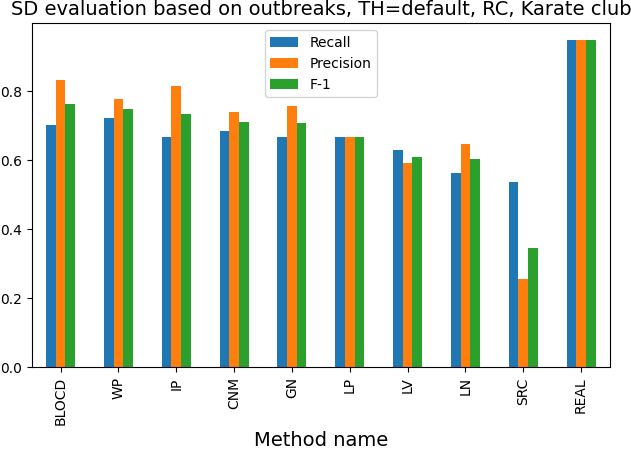 SD evaluation based on outbreaks, TH=default, RC, Karate club
Recall
Precision
F-1
0.8
0.6
0.4
0.2
0.0
BLOCD
WP
IP
CNM
GN
LP
LV
LN
SRC
REAL
Method name